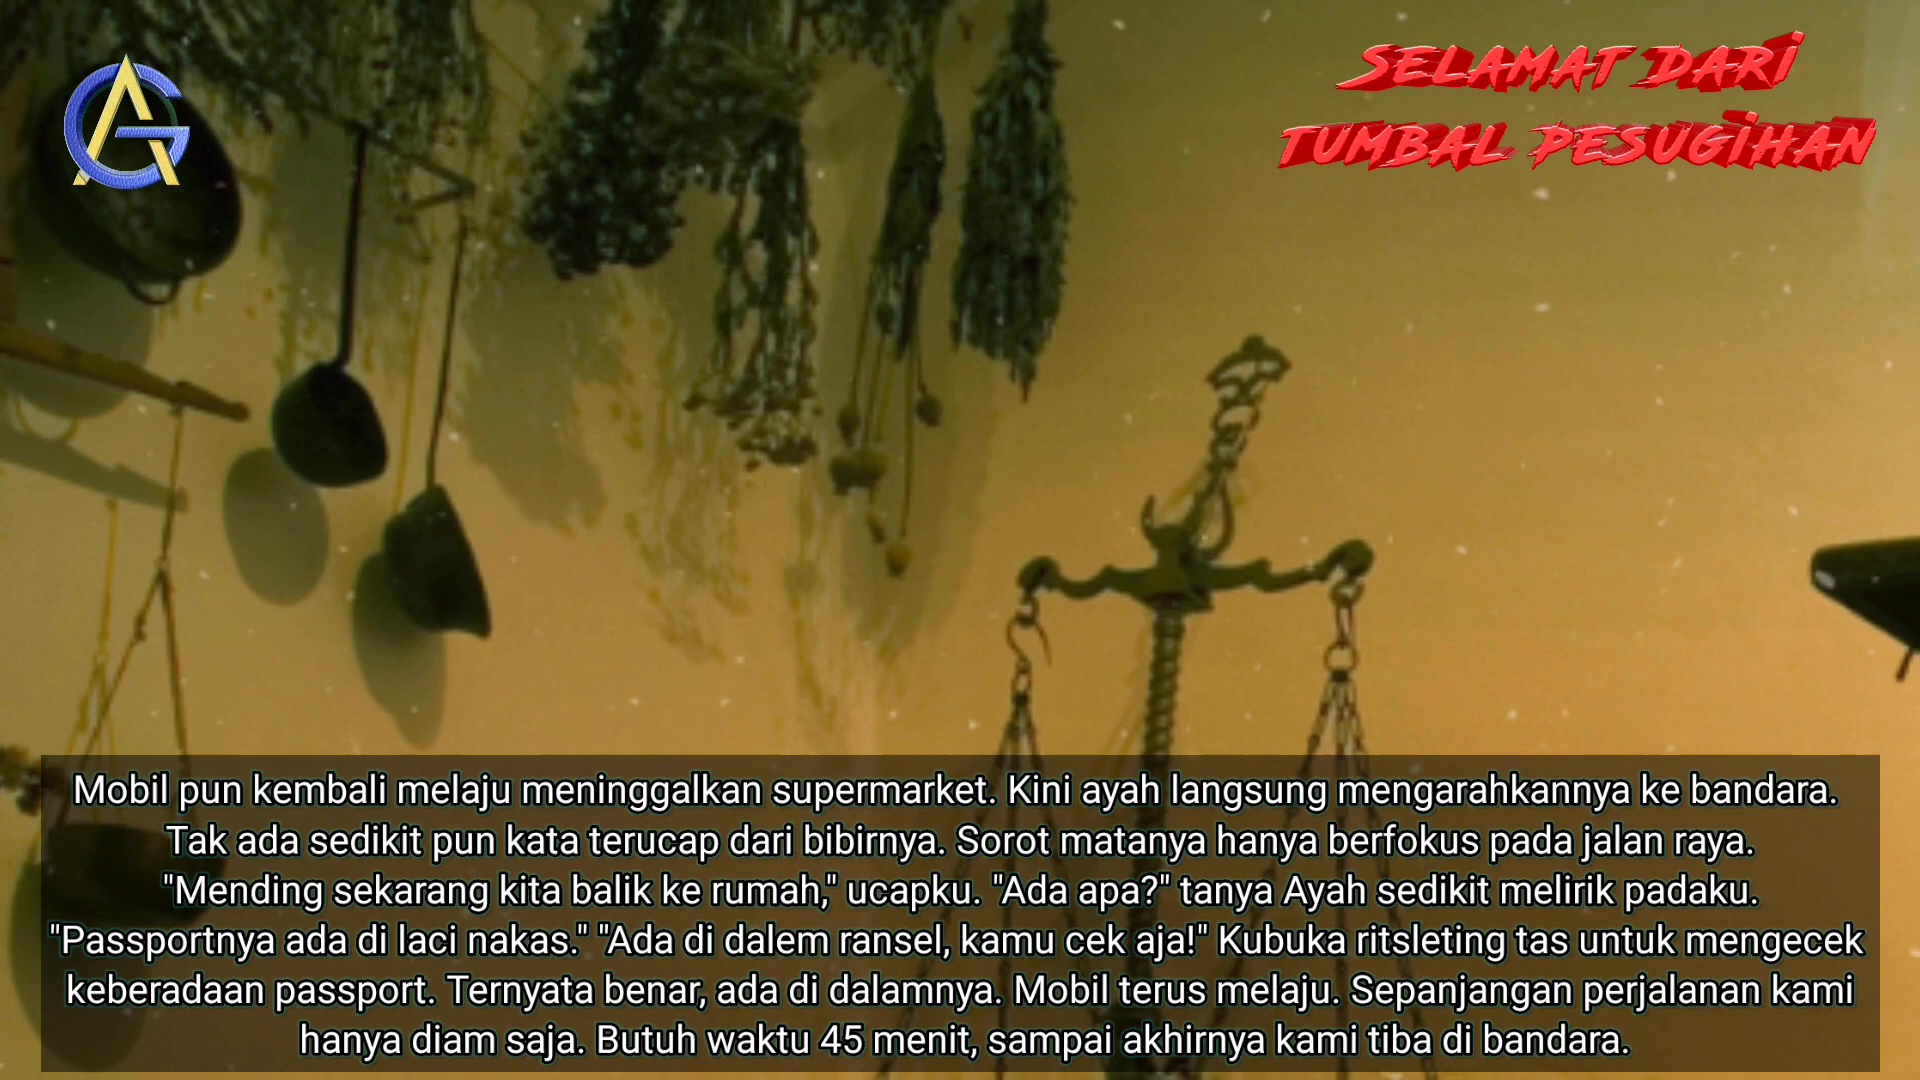 SELAMAT DARI
TUMBAL PESUGIHAN
Mobil pun kembali melaju meninggalkan supermarket. Kini ayah langsung mengarahkannya ke bandara.
Tak ada sedikit pun kata terucap dari bibirnya. Sorot matanya hanya berfokus pada jalan raya.
"Mending sekarang kita balik ke rumah," ucapku. "Ada apa?" tanya Ayah sedikit melirik padaku.
"Passportnya ada di laci nakas." "Ada di dalem ransel, kamu cek aja!" Kubuka ritsleting tas untuk mengecek
keberadaan passport. Ternyata benar, ada di dalamnya. Mobil terus melaju. Sepanjangan perjalanan kami
hanya diam saja. Butuh waktu 45 menit, sampai akhirnya kami tiba di bandara.